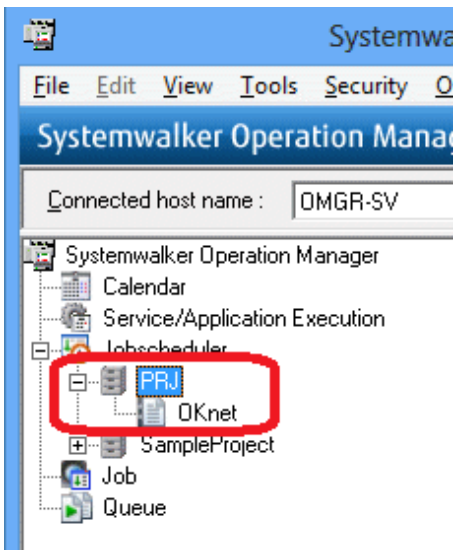 Systemwa
File Edit View Tools Security O
Systemwalker Operation Manag
Connected host name : OMGR-SV
Systemwalker Operation Manager
Calendar
Service/Application Execution
Jobscheduler
PRJ
OKnet
SampleProject
Job
Queue